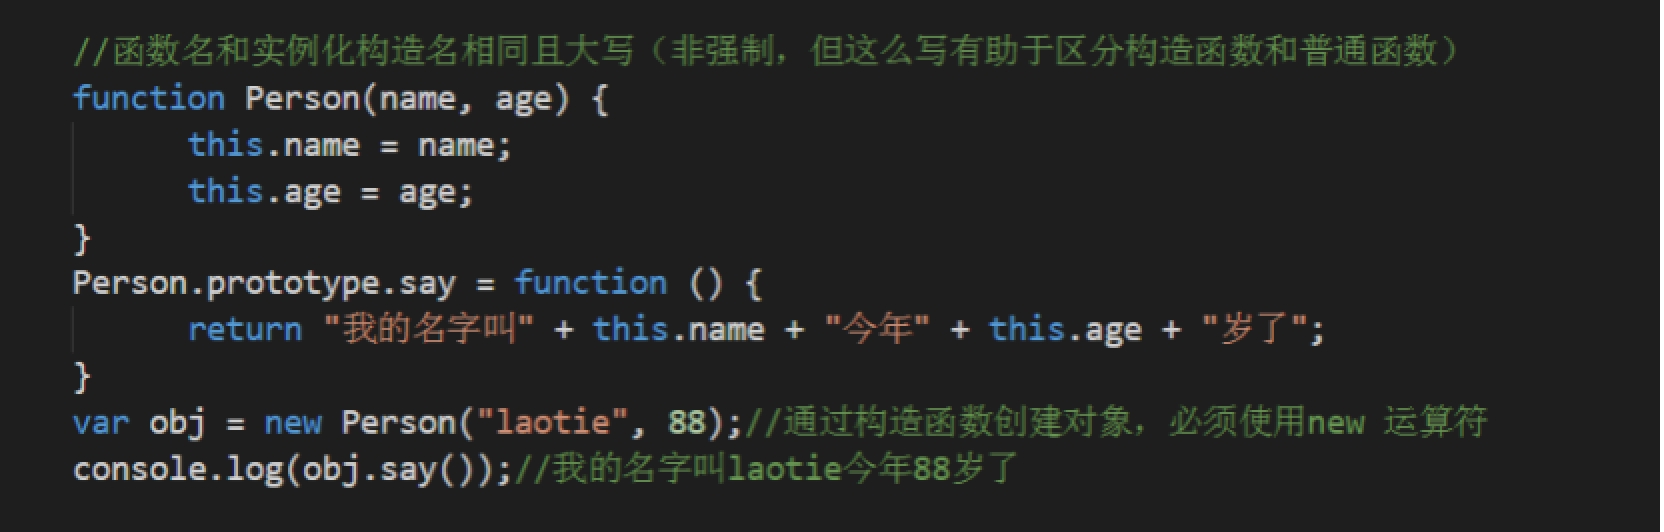 //函数名和实例化构造名相同且大写（非强制，但这么写有助于区分构造函数和普通函数）
function Person(name, age) {
      this.name = name;
      this.age = age;
}
Person.prototype.say = function () {
      return "我的名字叫" + this.name + "今年" + this.age + "岁了";
}
var obj = new Person("laotie", 88);//通过构造函数创建对象，必须使用new 运算符
console.log(obj.say());//我的名字叫laotie今年88岁了